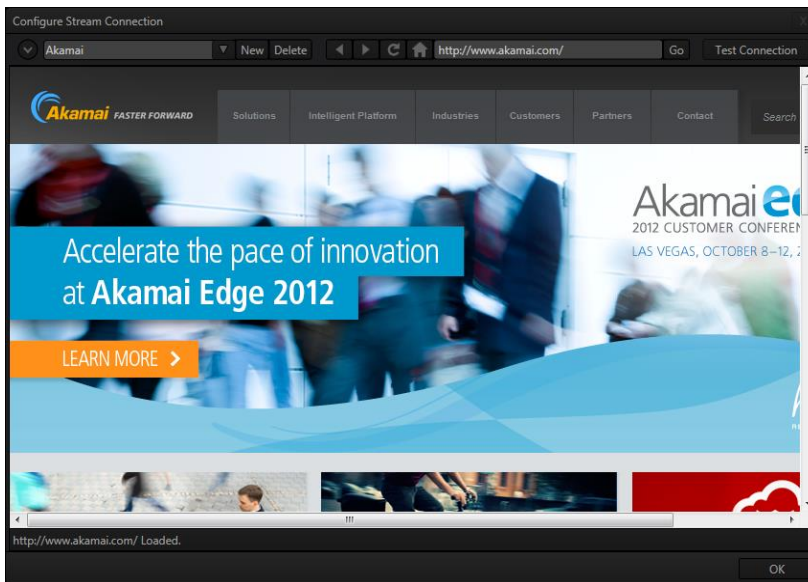 Configure Stream Connection
Akamai New Delete http://www.akamai.com/ Go Test Connection
Akamai FASTER FORWARD Solutions Intelligent Platform Industries Customers Partners Contact Search
Akamai
2012 CUSTOMER
LAS VEGAS, OCTOBER 8–12,
Accelerate the pace of innovation
at Akamai Edge 2012
LEARN MORE
http://www.akamai.com/ Loaded.
OK